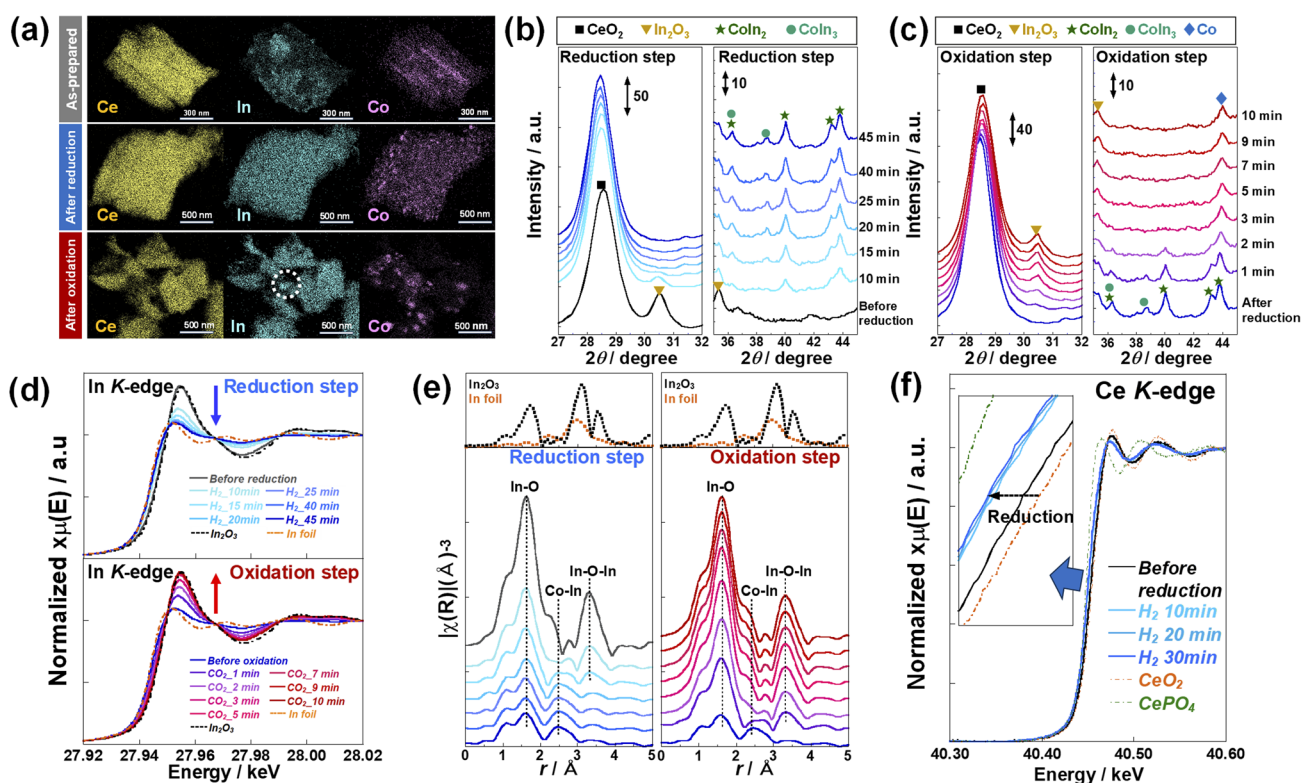 (a)
As-prepared
Ce
300 nm
In
300 nm
Co
300 nm
After reduction
Ce
500 nm
In
500 nm
Co
500 nm
After oxidation
Ce
500 nm
In
500 nm
Co
500 nm
(b)
CeO2 In2O3 CoIn2 CoIn3
Intensity / a.u.
Reduction step
50
27 28 29 30 31 32
2θ / degree
Reduction step
10
45 min
40 min
25 min
20 min
15 min
10 min
Before
reduction
36 38 40 42 44
2θ / degree
(c)
CeO2 In2O3 CoIn2 CoIn3 Co
Intensity / a.u.
Oxidation step
40
27 28 29 30 31 32
2θ / degree
Oxidation step
10
10 min
9 min
7 min
5 min
3 min
2 min
1 min
After
reduction
36 38 40 42 44
2θ / degree
(d)
Normalized xμ(E) / a.u
In K-edge
Reduction step
Before reduction
H2_10min H2_25 min
H2_15 min H2_40 min
H2_20min H2_45 min
In2O3 In foil
In K-edge
Oxidation step
Before oxidation
CO2_1 min CO2_7 min
CO2_2 min CO2_9 min
CO2_3 min CO2_10 min
CO2_5 min In foil
In2O3
27.92 27.94 27.96 27.98 28.00 28.02
Energy / keV
(e)
|χ(R)|(Å)-3
In2O3
In foil
Reduction step
In-O
In-O-In
Co-In
0 1 2 3 4 5
r / Å
In2O3
In foil
Oxidation step
In-O
In-O-In
Co-In
0 1 2 3 4 5
r / Å
(f)
Normalized xμ(E) / a.u
Ce K-edge
Reduction
Before
reduction
H2 10min
H2 20 min
H2 30min
CeO2
CePO4
40.30 40.40 40.50 40.60
Energy / keV